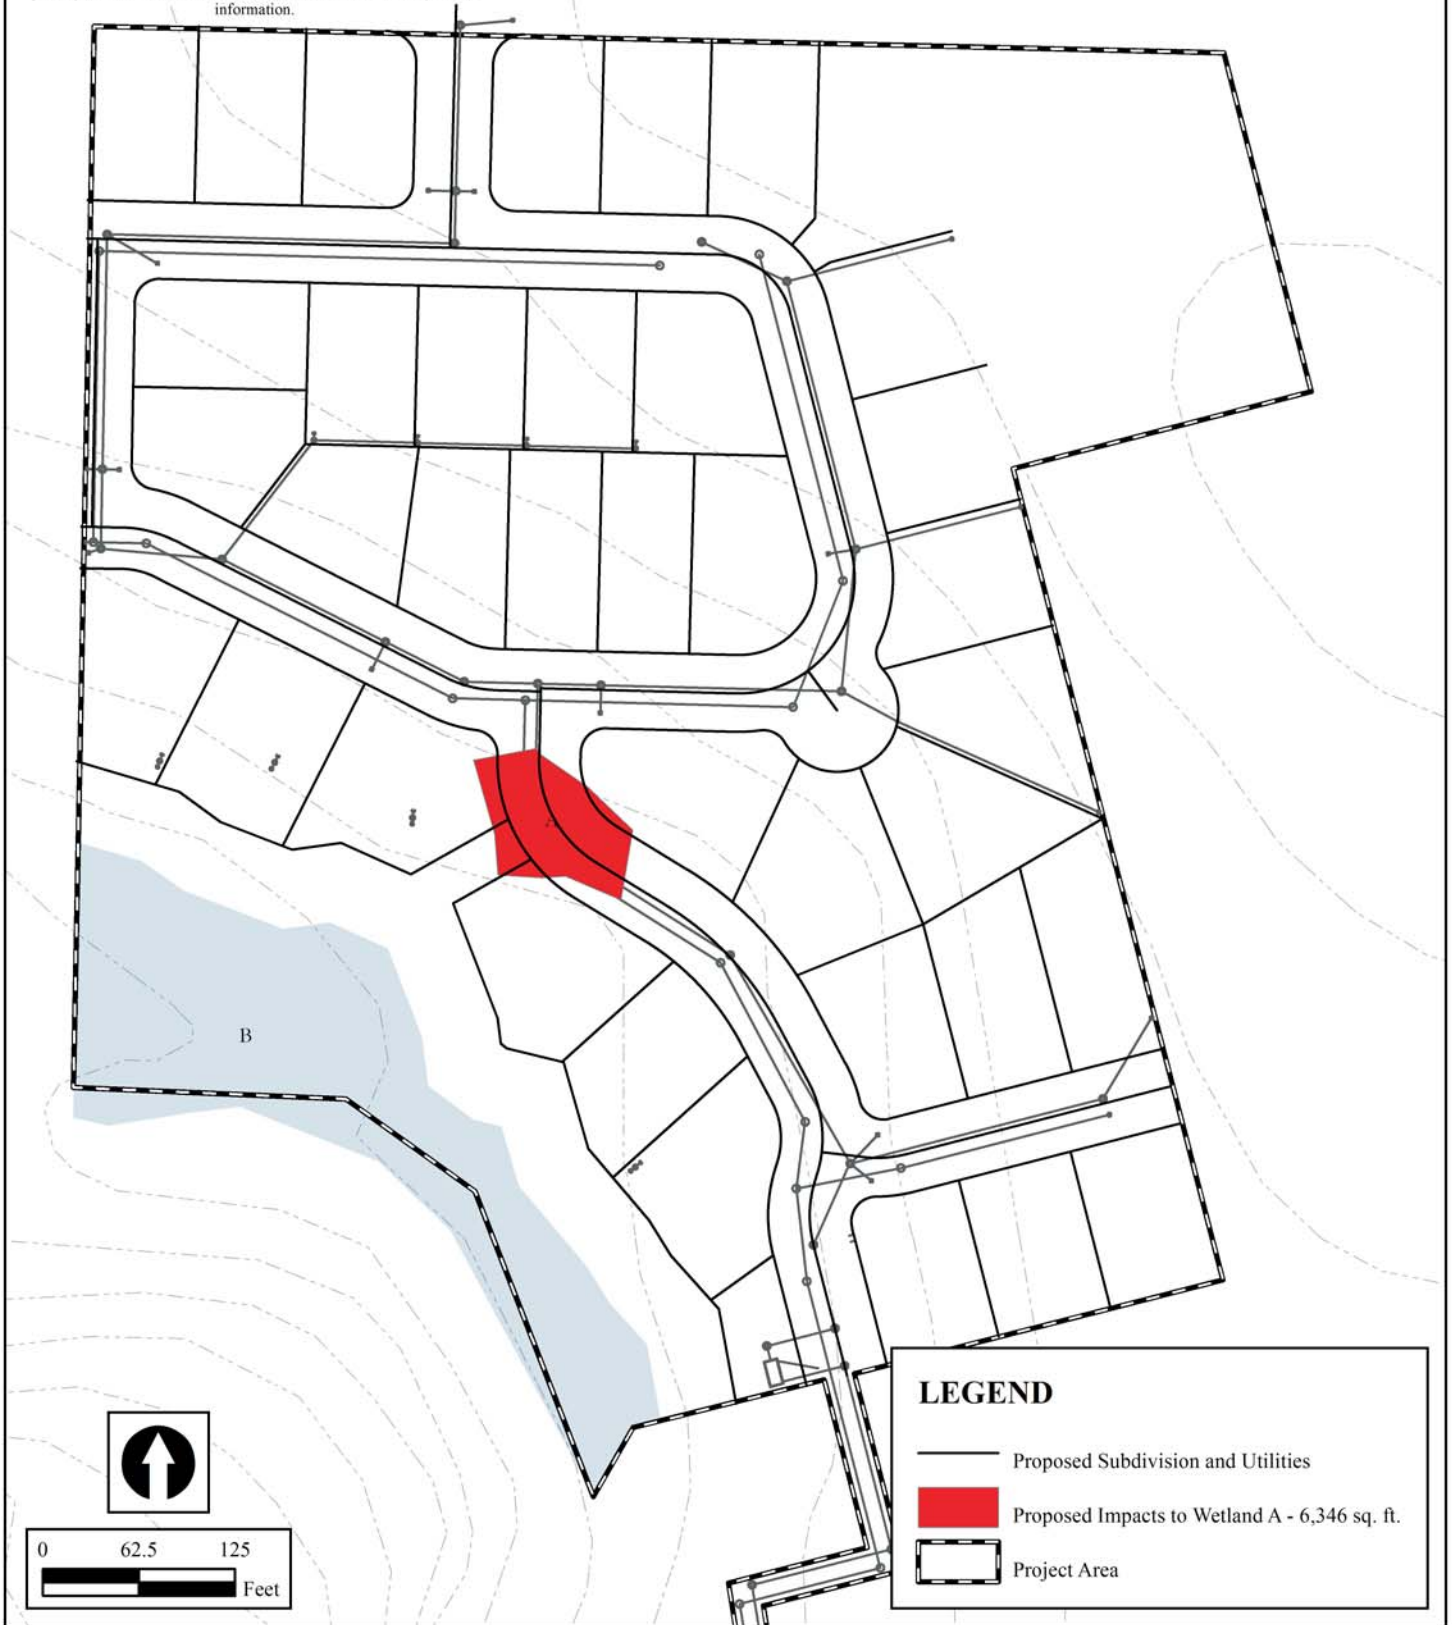 information.
A
B
LEGEND
Proposed Subdivision and Utilities
Proposed Impacts to Wetland A - 6,346 sq. ft.
Project Area
0 62.5 125
Feet